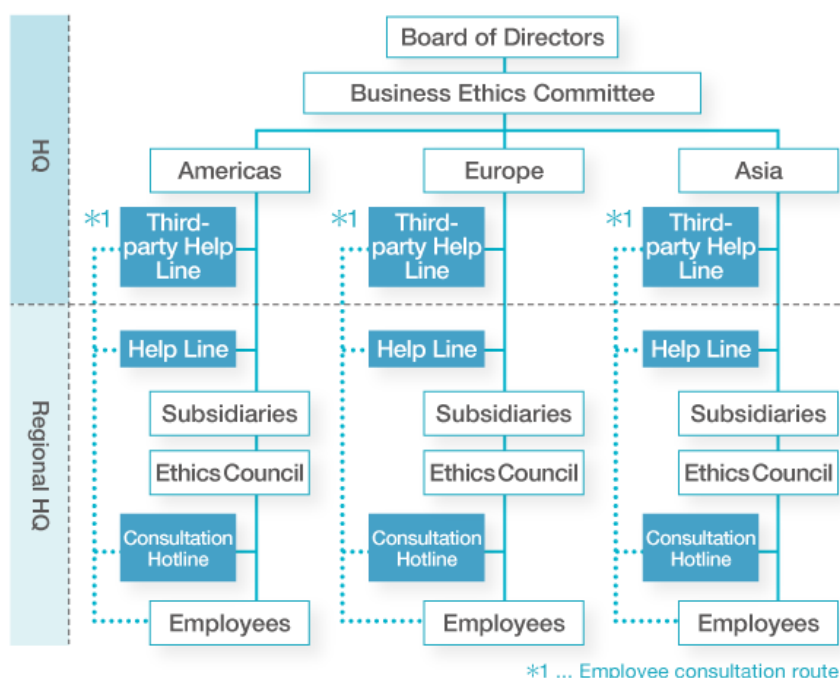 Board of Directors
Business Ethics Committee
HQ
Americas
Europe
Asia
*1
Third-
party Help
Line
*1
Third-
party Help
Line
*1
Third-
party Help
Line
Regional HQ
Help Line
Help Line
Help Line
Subsidiaries
Subsidiaries
Subsidiaries
Ethics Council
Ethics Council
Ethics Council
Consultation
Hotline
Consultation
Hotline
Consultation
Hotline
Employees
Employees
Employees
*1 ... Employee consultation route